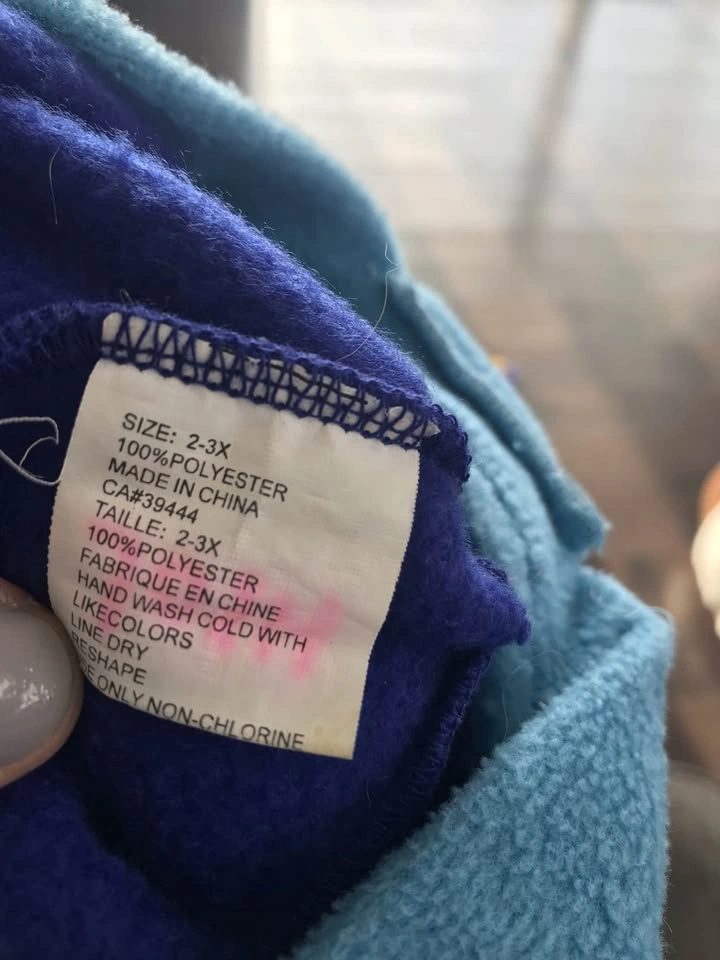 SIZE: 2-3X
100%POLYESTER
MADE IN CHINA
CA#39444
TAILLE: 2-3X
100%POLYESTER
FABRIQUE EN CHINE
HAND WASH COLD WITH
LIKECOLORS
LINE DRY
RESHAPE
ONLY NON-CHLORINE